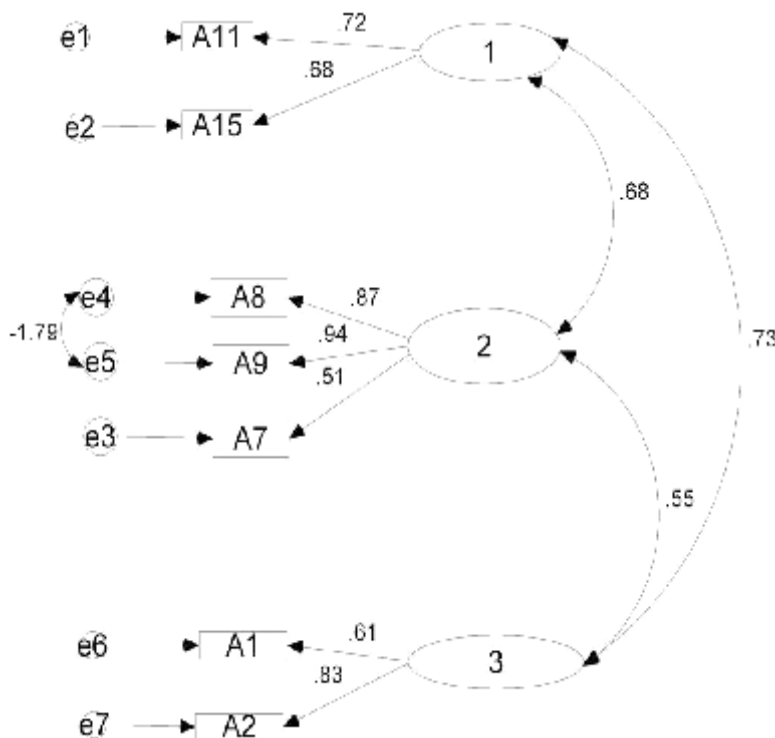 e1 A11 .72 1
.68
e2 A15
.68
e4 A8 .87
-1.79 .94 2 .73
e5 A9
.51
e3 A7
.55
e6 A1 .61 3
.83
e7 A2